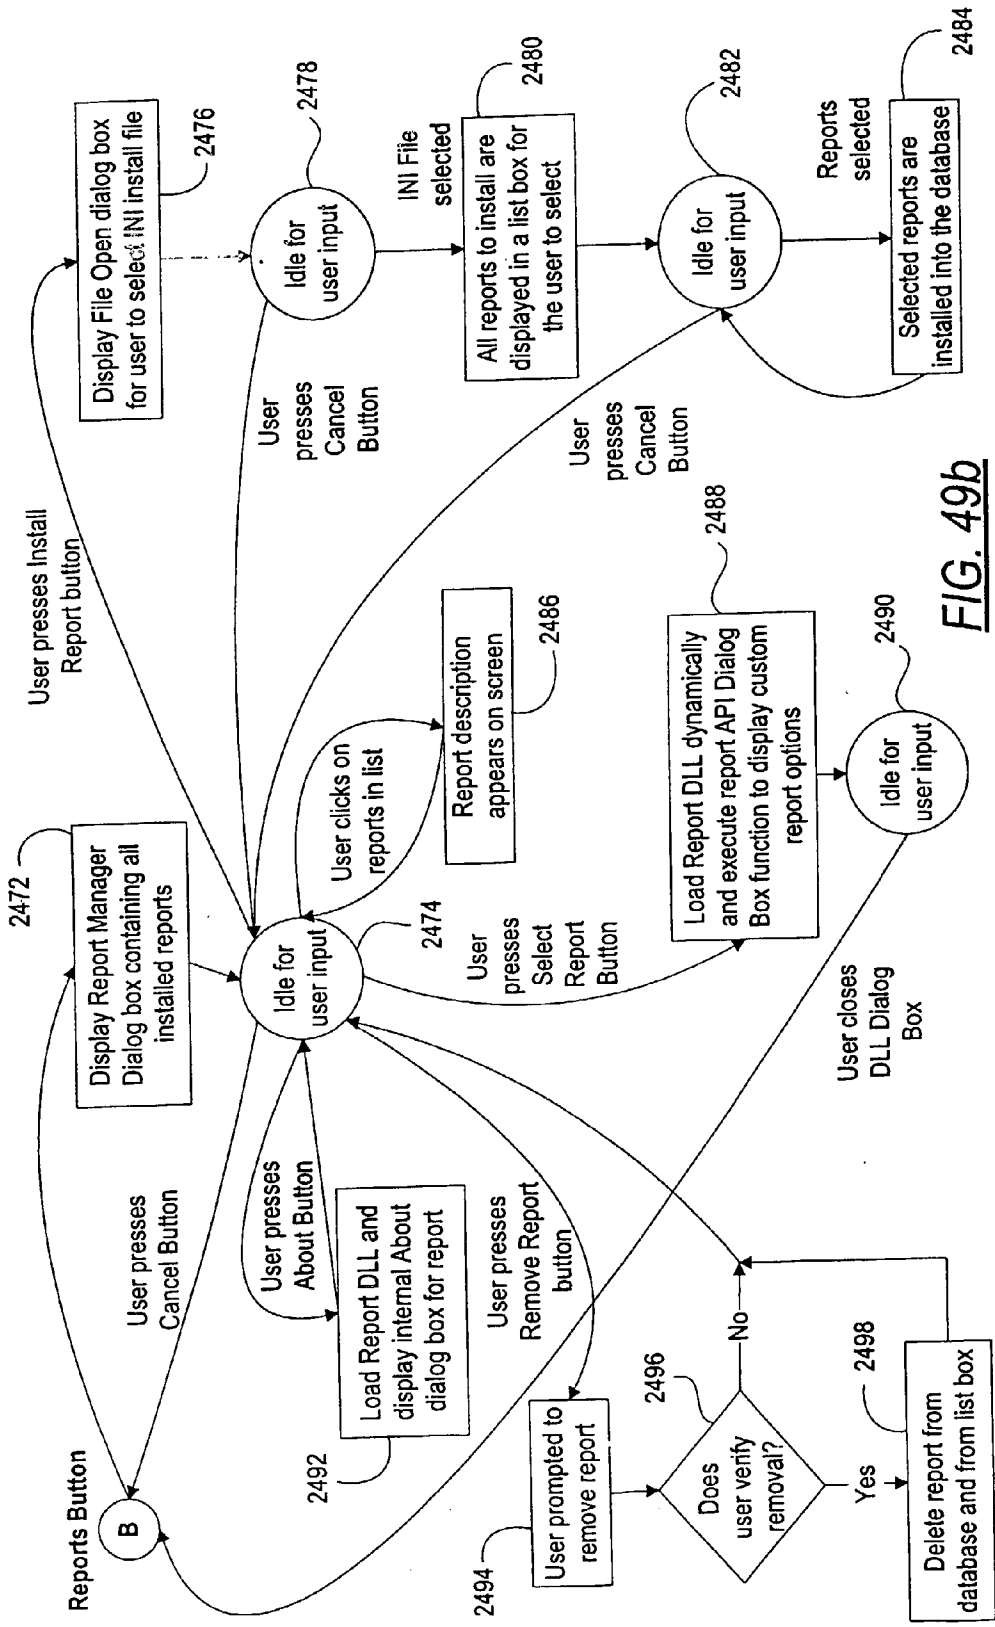 Reports Button
B
User presses
Cancel Button
2472
Display Report Manager
Dialog box containing all
installed reports
User presses Install
Report button
Display File Open dialog box
for user to select INI install file
2476
Idle for
user input
2478
User
presses
Cancel
Button
INI File
selected
All reports to install are
displayed in a list box for
the user to select
2480
Idle for
user input
2482
User
presses
Cancel
Button
Reports
selected
Selected reports are
installed into the database
2484
Idle for
user input
2474
User clicks on
reports in list
Report description
appears on screen
2486
User presses
About Button
Load Report DLL and
display internal About
dialog box for report
2492
User
presses
Select
Report
Button
Load Report DLL dynamically
and execute report API Dialog
Box function to display custom
report options
2488
Idle for
user input
2490
User closes
DLL Dialog
Box
User presses
Remove Report
button
User prompted to
remove report
2494
Does
user verify
removal?
2496
No
Yes
Delete report from
database and from list box
2498
FIG. 49b